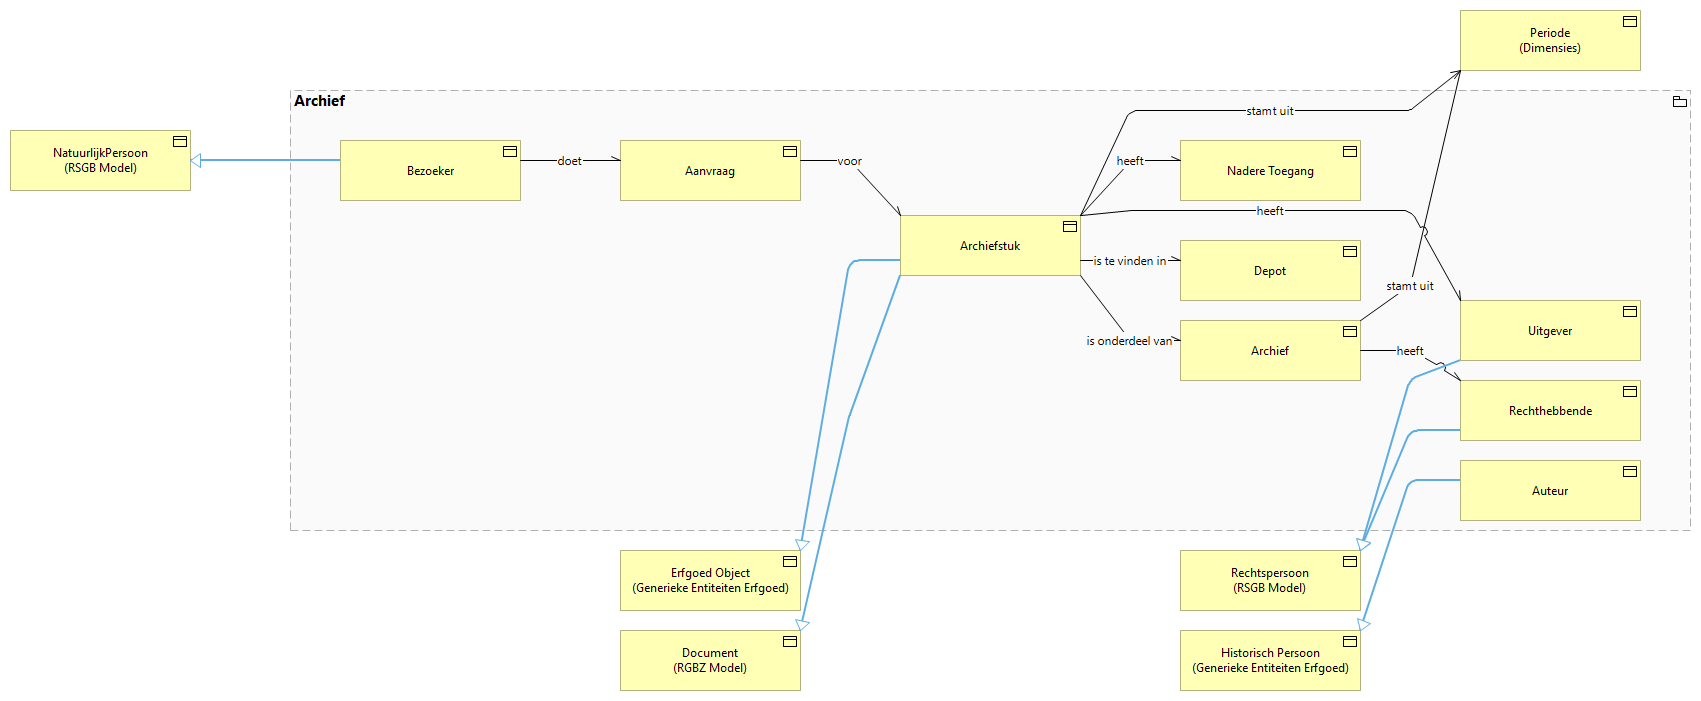 Periode
(Dimensies)
Archief
stamt uit
NatuurlijkPersoon
(RSGB Model)
Bezoeker
doet
Aanvraag
voor
heeft
Nadere Toegang
heeft
Archiefstuk
is te vinden in
Depot
stamt uit
is onderdeel van
Archief
heeft
Uitgever
Rechthebbende
Auteur
Erfgoed Object
(Generieke Entiteiten Erfgoed)
Rechtspersoon
(RSGB Model)
Document
(RGBZ Model)
Historisch Persoon
(Generieke Entiteiten Erfgoed)